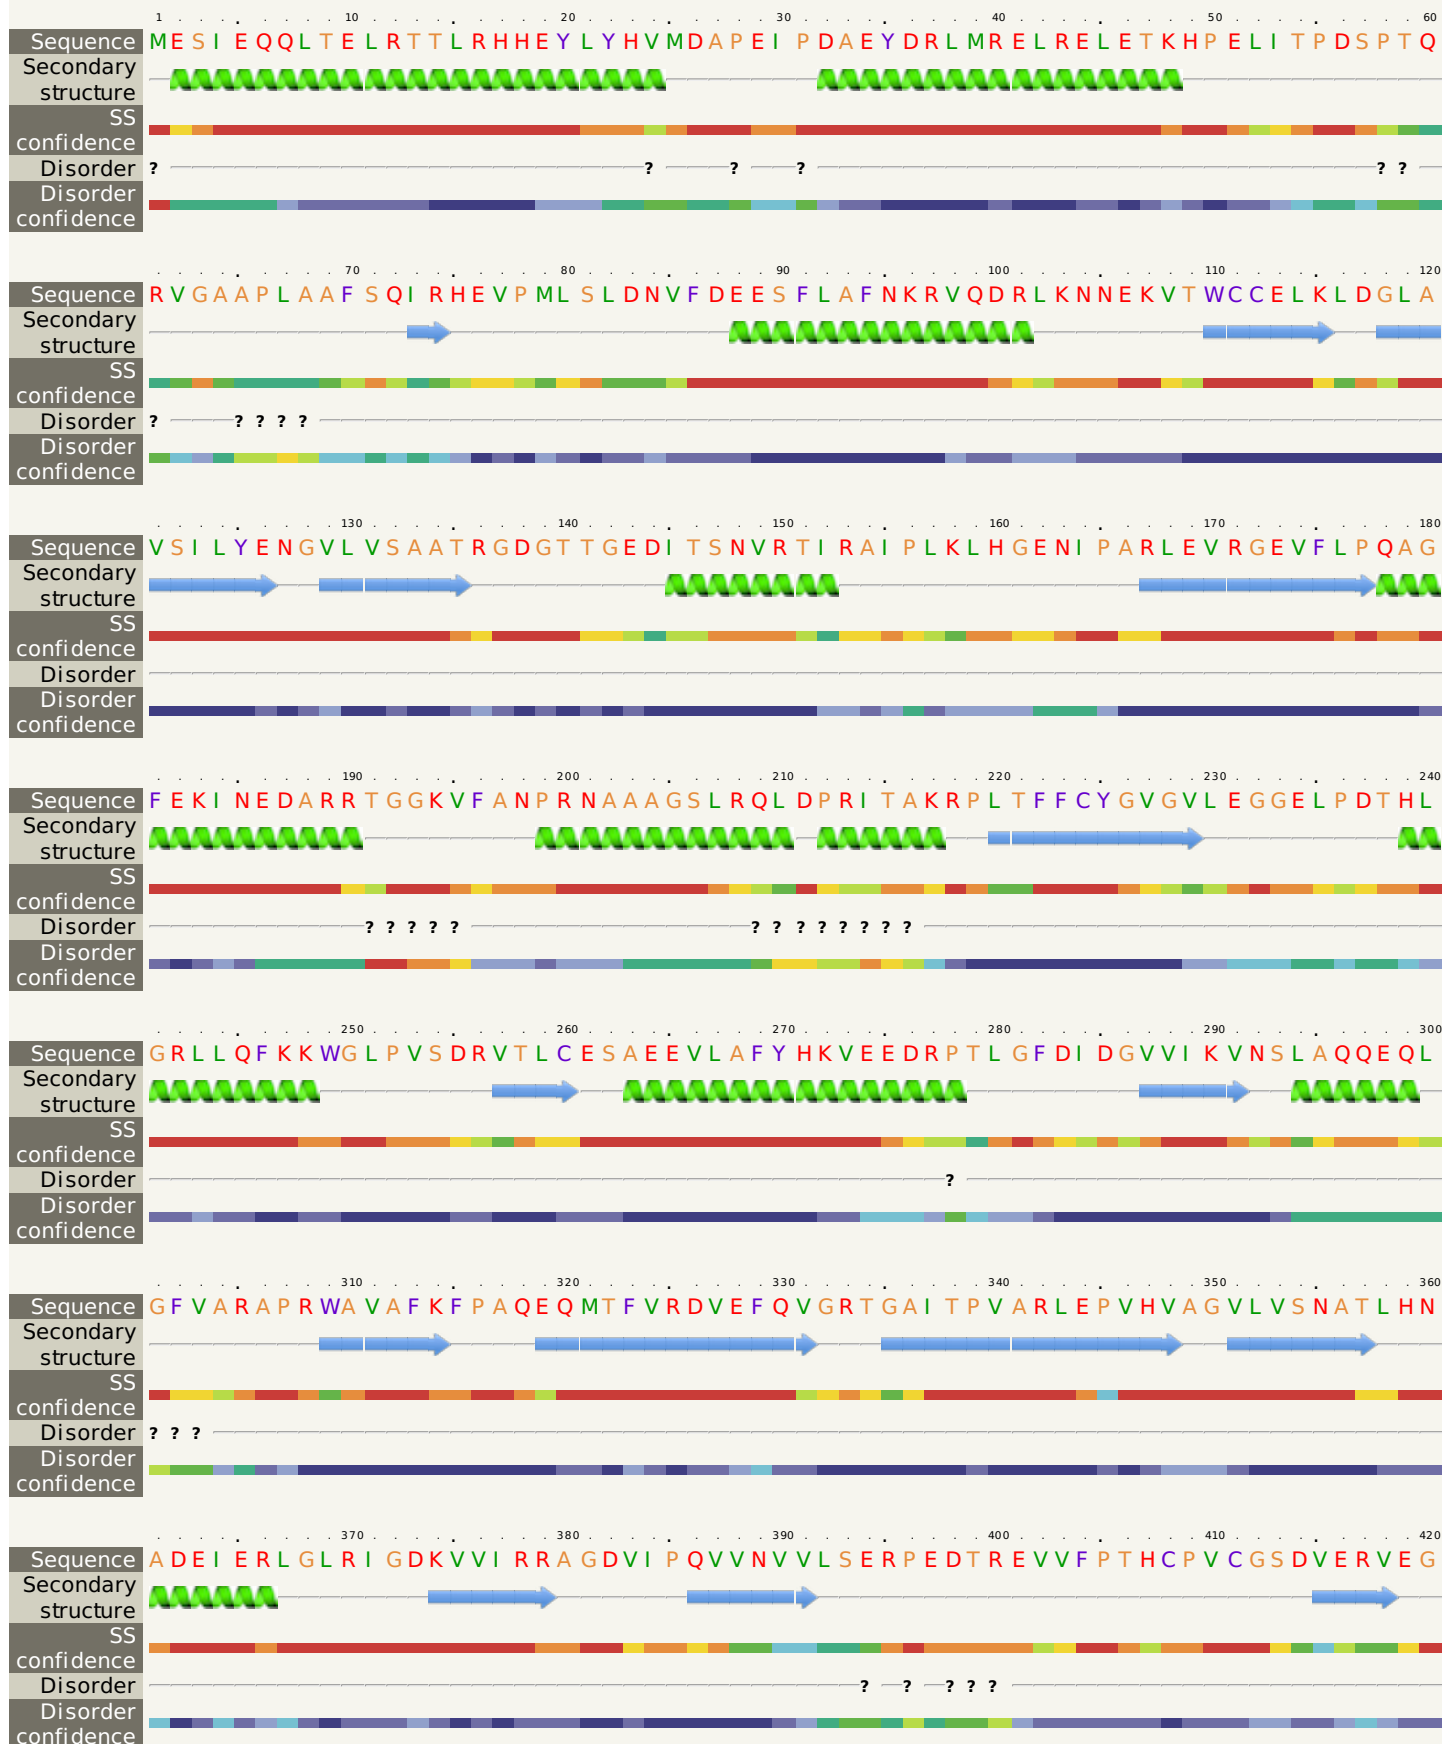 1 . . . . . . . . 10 . . . . . . . . . 20 . . . . . . . . . 30 . . . . . . . . . 40 . . . . . . . . . 50 . . . . . . . . . 60
Sequence MESIEQQLTELRTTLRHHEYLYHVMDAPEIPDAEYDRLMRELRELETKHPELITPDSPTQ
Secondary
structure
SS
confidence
Disorder ? ? ? ? ? ?
Disorder
confidence
. . . . . . . . . 70 . . . . . . . . . 80 . . . . . . . . . 90 . . . . . . . . . 100 . . . . . . . . . 110 . . . . . . . . . 120
Sequence RVGAAPLAAFSQIRHEVPMLSLDNVFDEESFLAFNKRVQDRLKNNEKVTWCCELKLDGLA
Secondary
structure
SS
confidence
Disorder ? ? ? ? ?
Disorder
confidence
. . . . . . . . . 130 . . . . . . . . . 140 . . . . . . . . . 150 . . . . . . . . . 160 . . . . . . . . . 170 . . . . . . . . . 180
Sequence VSILYENGVLVSAATRGDGTTGEDITSNVRTIRAIPLKLHGENIPARLEVRGEVFLPQAG
Secondary
structure
SS
confidence
Disorder
Disorder
confidence
. . . . . . . . . 190 . . . . . . . . . 200 . . . . . . . . . 210 . . . . . . . . . 220 . . . . . . . . . 230 . . . . . . . . . 240
Sequence FEKINEDARRTGGKVFANPRNAAAGSLRQLDPRITAKRPLTFFCYGVGVLEGGELPDTHL
Secondary
structure
SS
confidence
Disorder ? ? ? ? ? ? ? ? ? ? ? ? ?
Disorder
confidence
. . . . . . . . . 250 . . . . . . . . . 260 . . . . . . . . . 270 . . . . . . . . . 280 . . . . . . . . . 290 . . . . . . . . . 300
Sequence GRLLQFKKWGLPVSDRVTLCESAEEVLAFYHKVEEDRPTLGFDIDGVVIKVNSLAQQEQL
Secondary
structure
SS
confidence
Disorder ?
Disorder
confidence
. . . . . . . . . 310 . . . . . . . . . 320 . . . . . . . . . 330 . . . . . . . . . 340 . . . . . . . . . 350 . . . . . . . . . 360
Sequence GFVARAPRWAVAFKFPAQEQMTFVRDVEFQVGRTGAITPVARLEPVHVAGVLVSNATLHN
Secondary
structure
SS
confidence
Disorder ? ? ?
Disorder
confidence
. . . . . . . . . 370 . . . . . . . . . 380 . . . . . . . . . 390 . . . . . . . . . 400 . . . . . . . . . 410 . . . . . . . . . 420
Sequence ADEIERLGLRIGDKVVIRRAGDVIPQVVNVVLSERPEDTREVVFPTHCPVCGSDVERVEG
Secondary
structure
SS
confidence
Disorder ? ? ? ? ?
Disorder
confidence